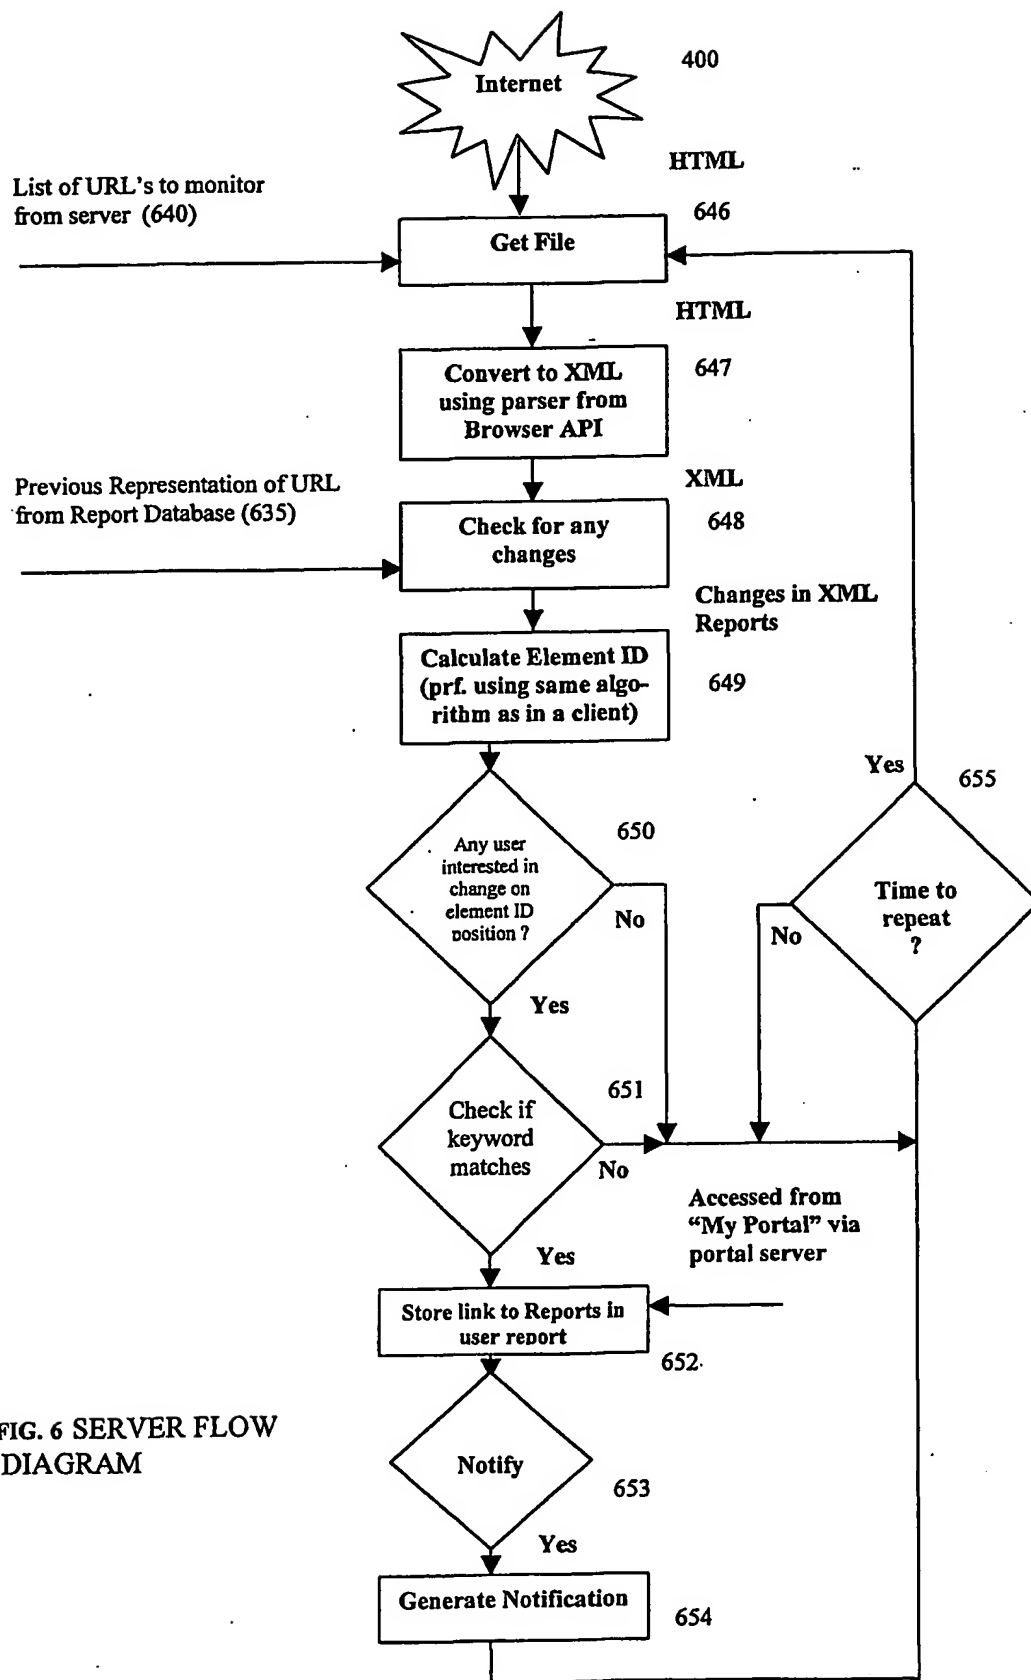 Internet
400
HTML
List of URL's to monitor
from server (640)
646
Get File
HTML
647
Convert to XML
using parser from
Browser API
XML
Previous Representation of URL
from Report Database (635)
648
Check for any
changes
Changes in XML
Reports
Calculate Element ID
(prf. using same algo-
rithm as in a client)
649
Yes
655
650
Any user
interested in
change on
element ID
position ?
No
Time to
repeat
?
No
Yes
651
Check if
keyword
matches
No
Accessed from
“My Portal” via
portal server
Yes
Store link to Reports in
user report
652
FIG. 6 SERVER FLOW
DIAGRAM
Notify
653
Yes
Generate Notification
654